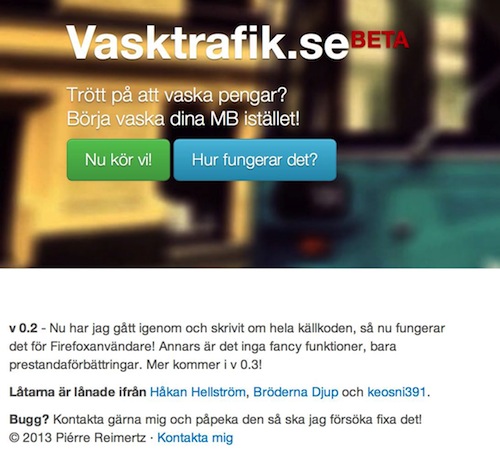 Vasktrafik.se BETA
Trött på att vaska pengar?
Börja vaska dina MB istället!
Nu kör vi! Hur fungerar det?
v 0.2 - Nu har jag gått igenom och skrivit om hela källkoden, så nu fungerar
det för Firefoxanvändare! Annars är det inga fancy funktioner, bara
prestandaförbättringar. Mer kommer i v 0.3!
Låtarna är lånade ifrån Håkan Hellström, Bröderna Djup och keosni391.
Bugg? Kontakta gärna mig och påpeka den så ska jag försöka fixa det!
© 2013 Piérre Reimertz · Kontakta mig